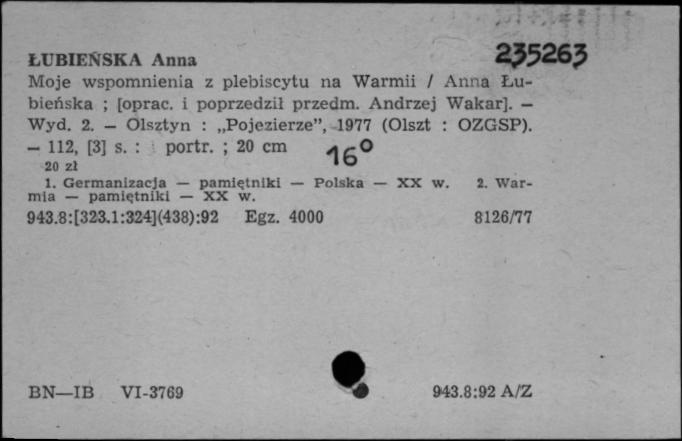 ŁUBIEŃSKA Anna 235263
Moje wspomnienia z plebiscytu na Warmii / Anna Łu-
bieńska ; [oprac. i poprzedził przedm. Andrzej Wakar]. —
Wyd. 2. — Olsztyn : „Pojezierze”, 1977 (Olszt : OZGSP).
— 112, [3] s. : portr. ; 20 cm 16°
20 zł
1. Germanizacja — pamiętniki — Polska — XX w. 2. War-
mia — pamiętniki — XX w.
943.8:[323.1:324](438):92 Egz. 4000 8126/77
BN—IB VI-3769 943.8:92 A/Z